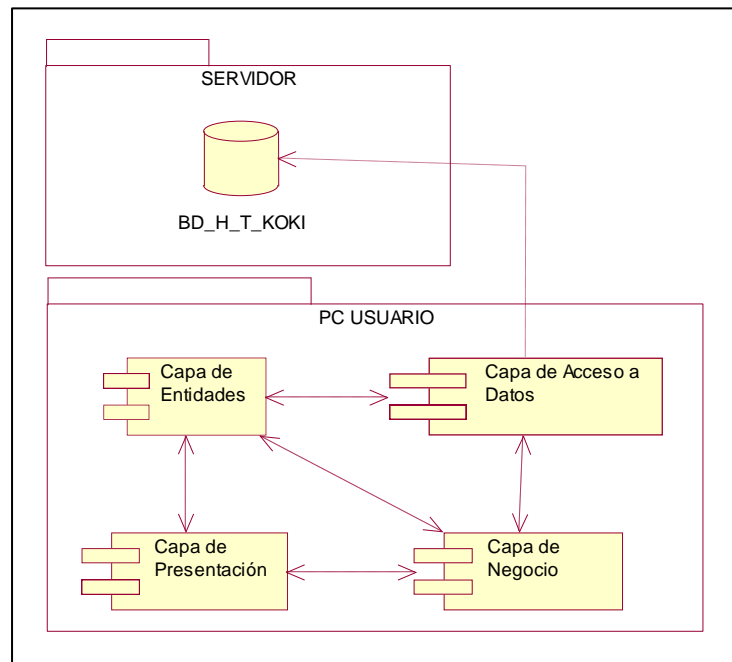 SERVIDOR
BD_H_T_KOKI
PC USUARIO
Capa de
Entidades
Capa de Acceso a
Datos
Capa de
Presentación
Capa de
Negocio